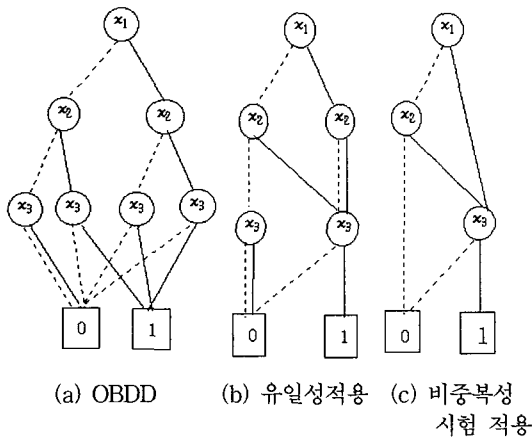 x1 x1 x1
x2 x2 x2 x2 x2
x3 x3 x3 x3 x3 x3 x3
0 1 0 1 0 1
(a) OBDD (b) 유일성적용 (c) 비중복성
시험 적용